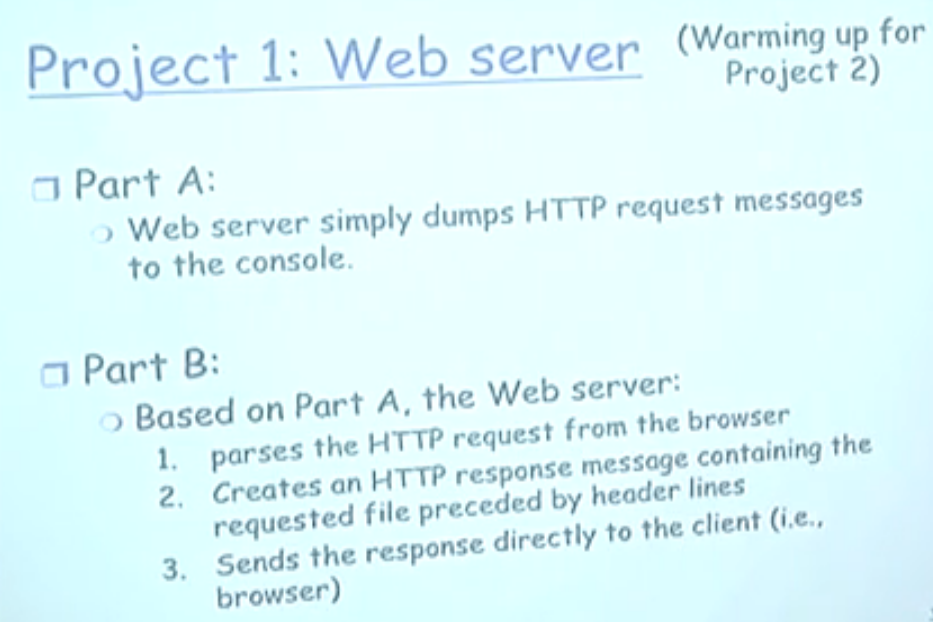 Project 1: Web server
(Warming up for
Project 2)
Part A:
Web server simply dumps HTTP request messages
to the console.
Part B:
Based on Part A, the Web server:
1. parses the HTTP request from the browser
2. Creates an HTTP response message containing the
requested file preceded by header lines
3. Sends the response directly to the client (i.e.,
browser)